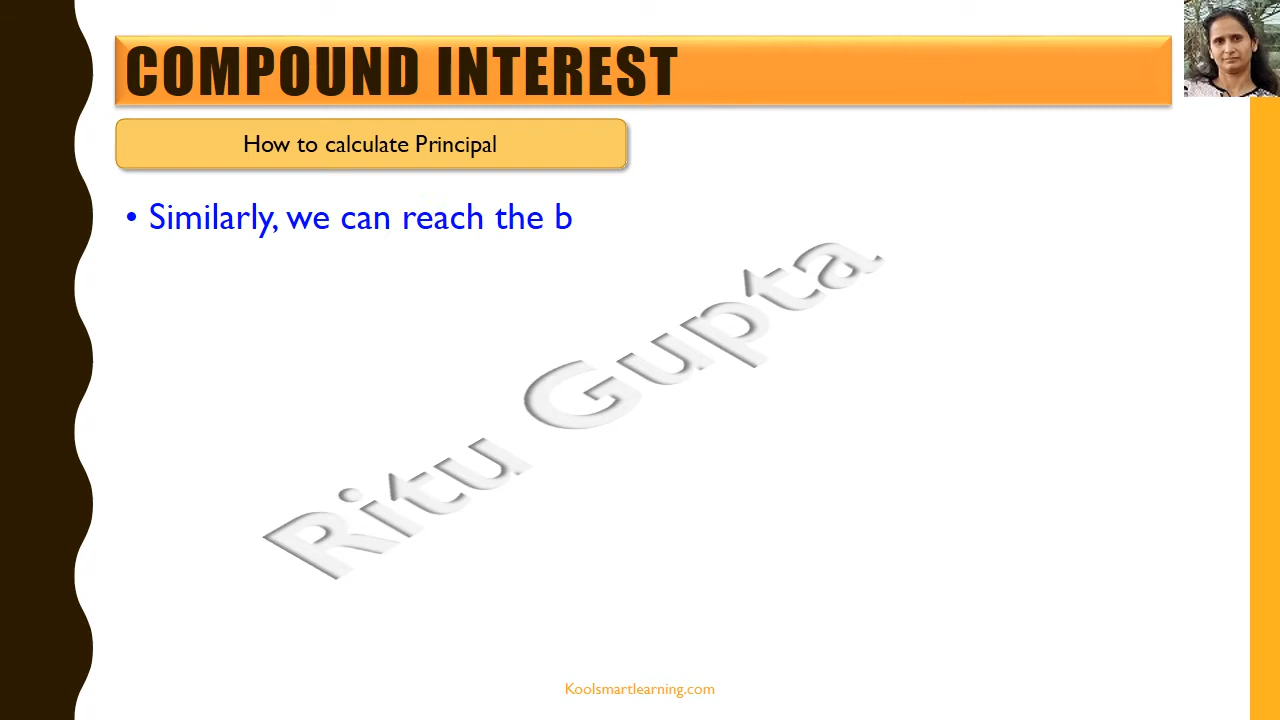 COMPOUND INTEREST
How to calculate Principal
• Similarly, we can reach the b
Ritu Gupta
Koolsmartlearning.com